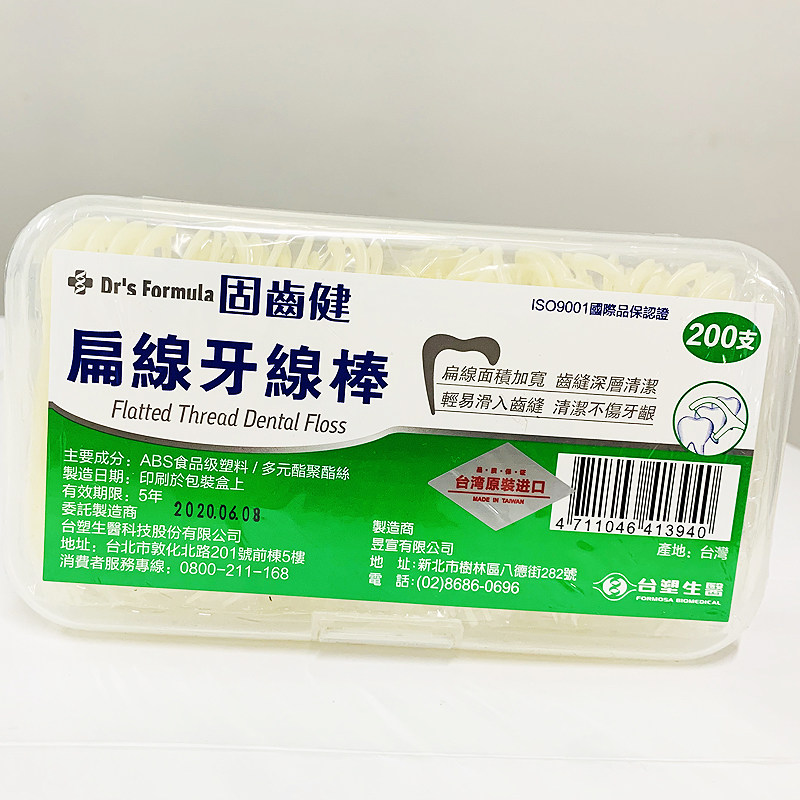 Dr's Formula 固齒健
扁線牙線棒
Flatted Thread Dental Floss
ISO9001國際品保認證
200支
扁線面積加寬 齒縫深層清潔
輕易滑入齒縫 清潔不傷牙齦
主要成分：ABS食品级塑料 / 多元酯聚酯絲
製造日期：印刷於包裝盒上
有效期限：5年
2020.06.08
委託製造商
台塑生醫科技股份有限公司
地址：台北市敦化北路201號前棟5樓
消費者服務專線：0800-211-168
製造商
昱宣有限公司
地 址:新北市樹林區八德街282號
電 話:(02)8686-0696
品·質·保·证
台湾原裝进口
MADE IN TAIWAN
4 711046 413940
產地：台灣
台塑生醫
FORMOSA BIOMEDICAL